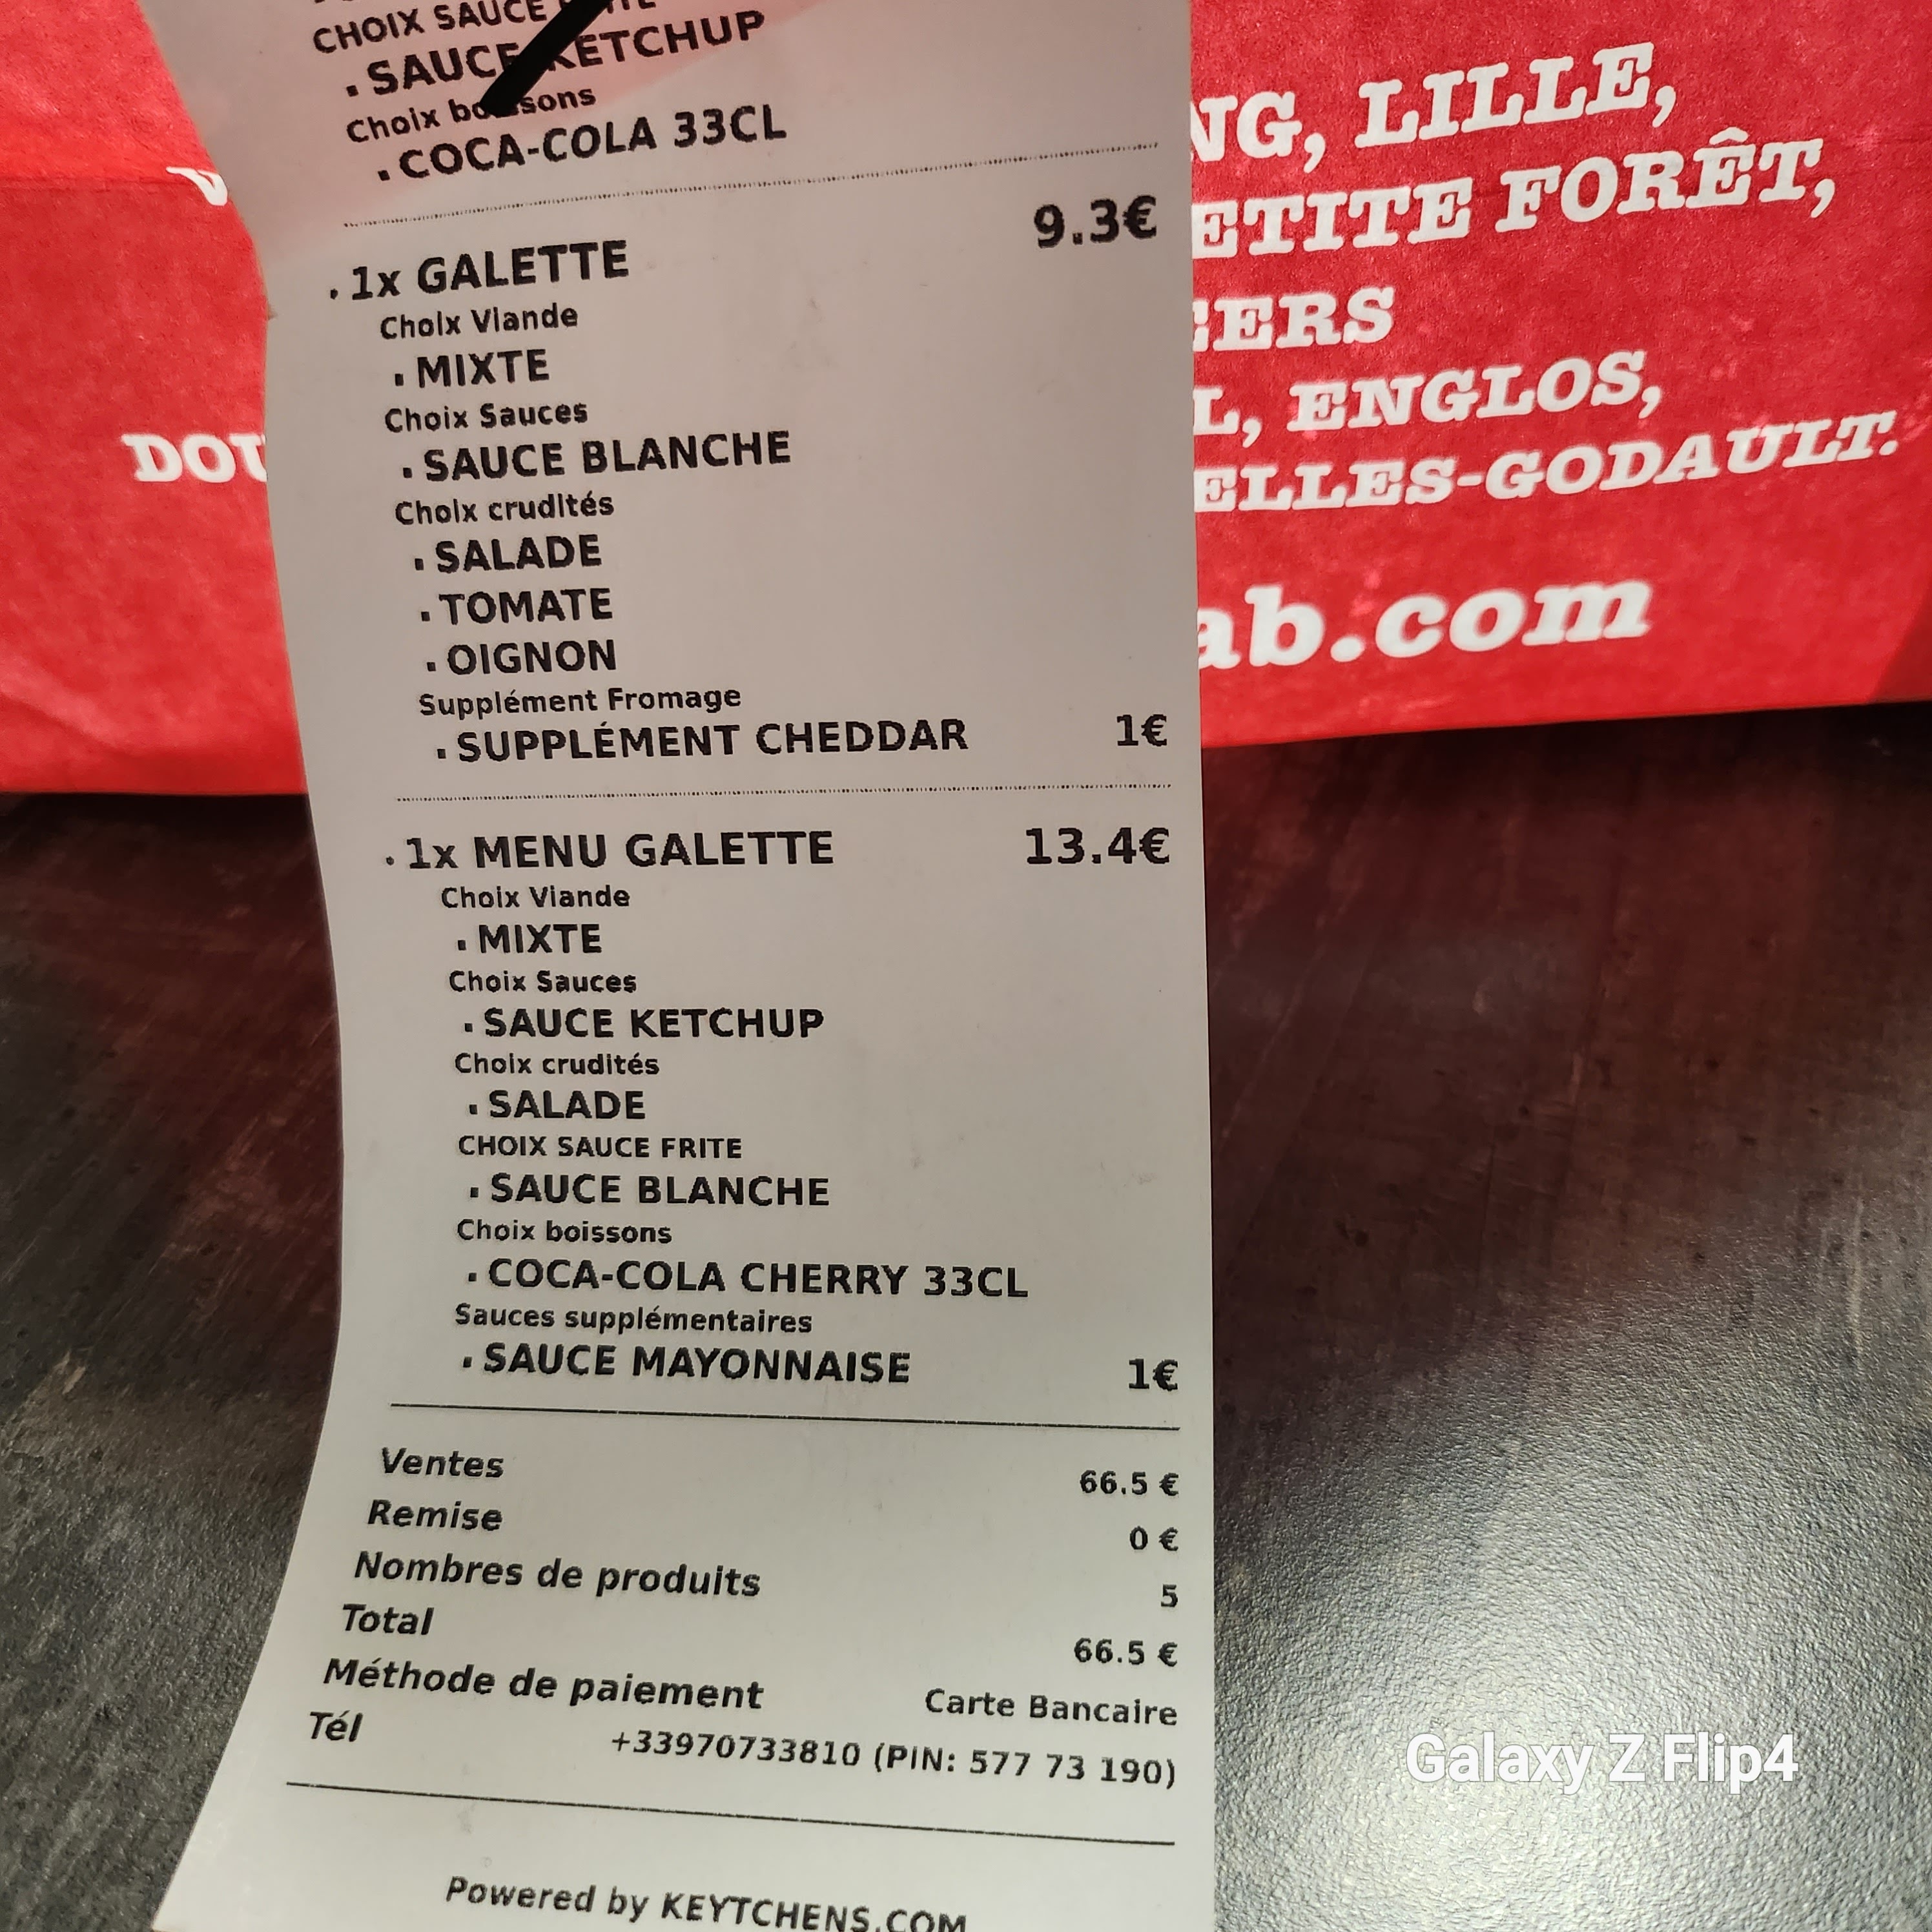 CHOIX SAUCE
. SAUCE KETCHUP
Choix boissons
. COCA-COLA 33CL
. 1x GALETTE 9.3€
Choix Viande
. MIXTE
Choix Sauces
. SAUCE BLANCHE
Choix crudités
. SALADE
. TOMATE
. OIGNON
Supplément Fromage
. SUPPLÉMENT CHEDDAR 1€
. 1x MENU GALETTE 13.4€
Choix Viande
. MIXTE
Choix Sauces
. SAUCE KETCHUP
Choix crudités
. SALADE
CHOIX SAUCE FRITE
. SAUCE BLANCHE
Choix boissons
. COCA-COLA CHERRY 33CL
Sauces supplémentaires
. SAUCE MAYONNAISE 1€
Ventes 66.5 €
Remise 0 €
Nombres de produits 5
Total 66.5 €
Méthode de paiement Carte Bancaire
Tél +33970733810 (PIN: 577 73 190)
Powered by KEYTCHENS.COM
NG, LILLE,
ETITE FORÊT,
ERS
L, ENGLOS,
DOU ELLES-GODAULT.
ab.com
Galaxy Z Flip4